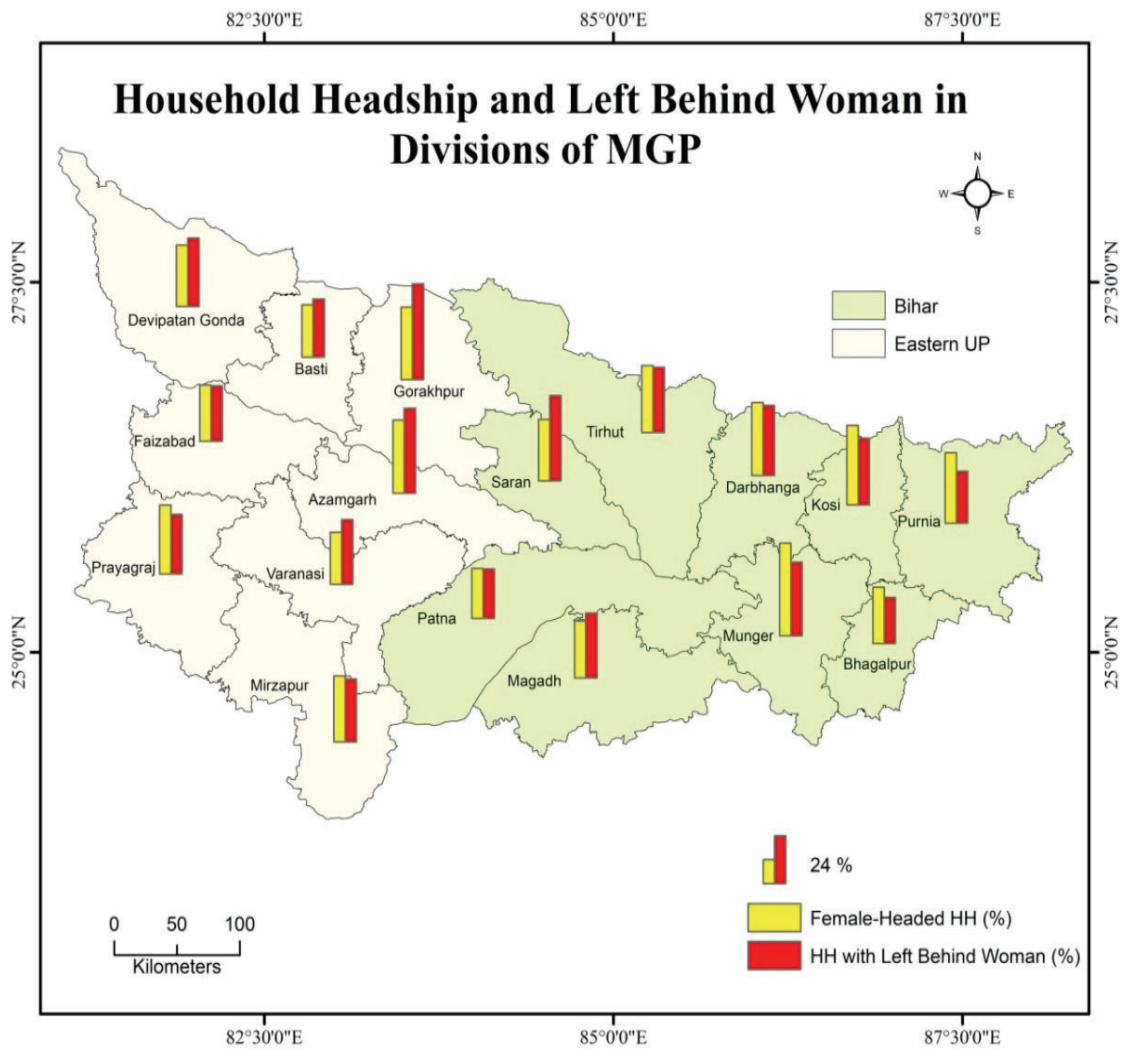 82°30'0"E
85°0'0"E
87°30'0"E
Household Headship and Left Behind Woman in
Divisions of MGP
N
W
E
S
27°30'0"N
27°30'0"N
Bihar
Eastern UP
Devipatan Gonda
Basti
Gorakhpur
Faizabad
Tirhut
Saran
Azamgarh
Darbhanga
Kosi
Purnia
Prayagraj
Varanasi
Patna
Munger
Bhagalpur
Magadh
Mirzapur
25°0'0"N
25°0'0"N
24 %
Female-Headed HH (%)
HH with Left Behind Woman (%)
0 50 100
Kilometers
82°30'0"E
85°0'0"E
87°30'0"E